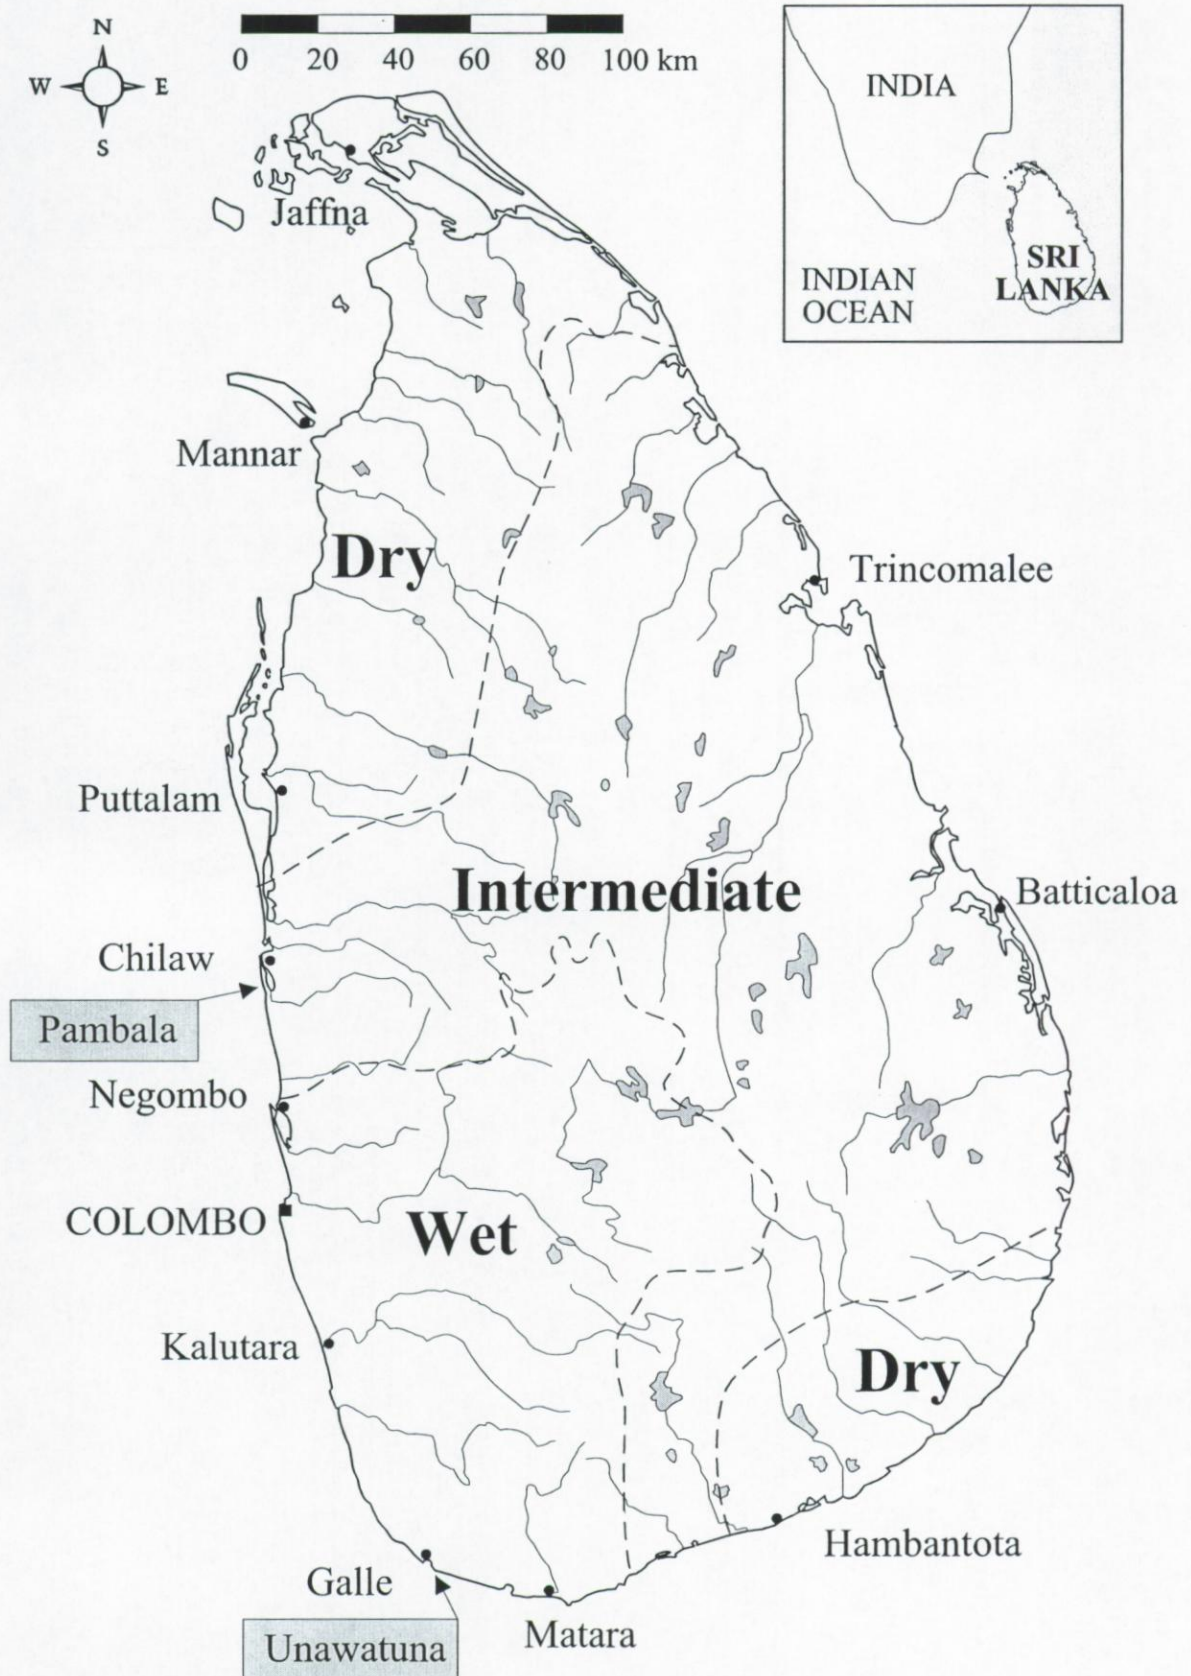 N
W E
S
0 20 40 60 80 100 km
INDIA
SRI
LANKA
INDIAN
OCEAN
Jaffna
Mannar
Dry
Trincomalee
Puttalam
Intermediate
Batticaloa
Chilaw
Pambala
Negombo
COLOMBO
Wet
Kalutara
Dry
Hambantota
Galle
Matara
Unawatuna